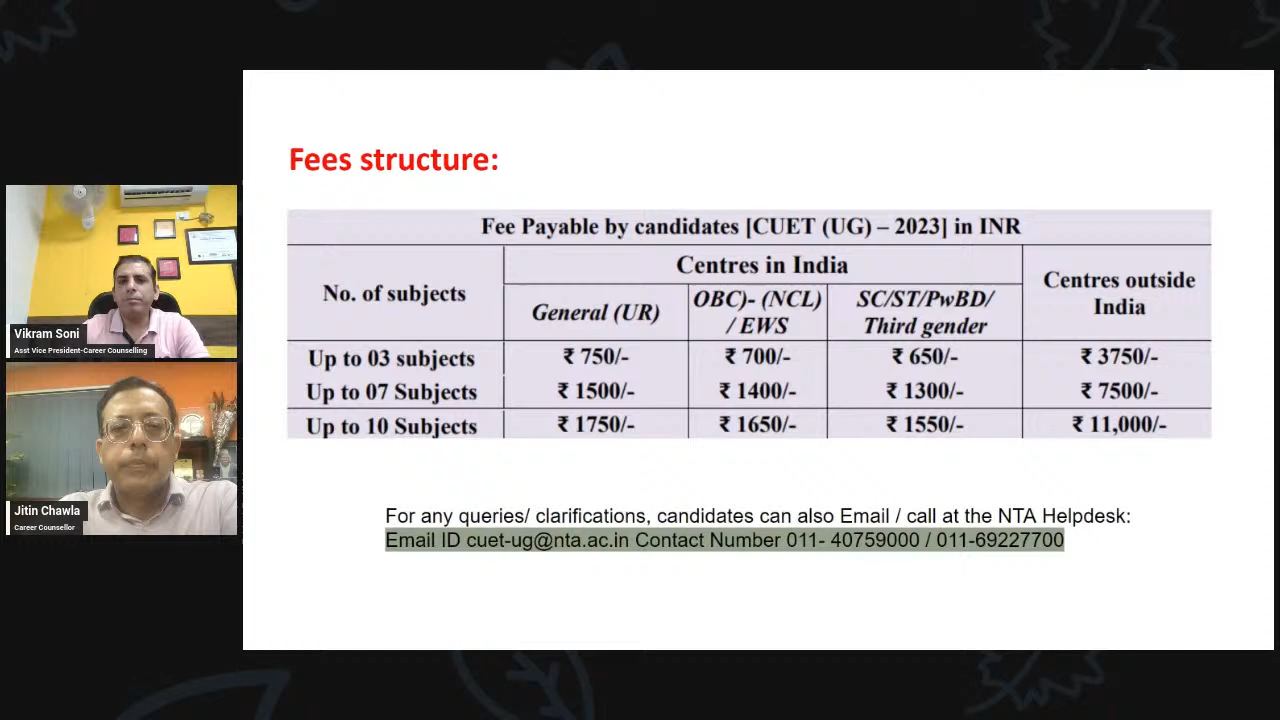 Fees structure:
Fee Payable by candidates [CUET (UG) – 2023] in INR
No. of subjects
Centres in India
Centres outside
India
General (UR)
OBC)- (NCL)
/ EWS
SC/ST/PwBD/
Third gender
Up to 03 subjects ₹ 750/- ₹ 700/- ₹ 650/- ₹ 3750/-
Up to 07 Subjects ₹ 1500/- ₹ 1400/- ₹ 1300/- ₹ 7500/-
Up to 10 Subjects ₹ 1750/- ₹ 1650/- ₹ 1550/- ₹ 11,000/-
For any queries/ clarifications, candidates can also Email / call at the NTA Helpdesk:
Email ID cuet-ug@nta.ac.in Contact Number 011- 40759000 / 011-69227700
Vikram Soni
Asst Vice President-Career Counselling
Jitin Chawla
Career Counsellor